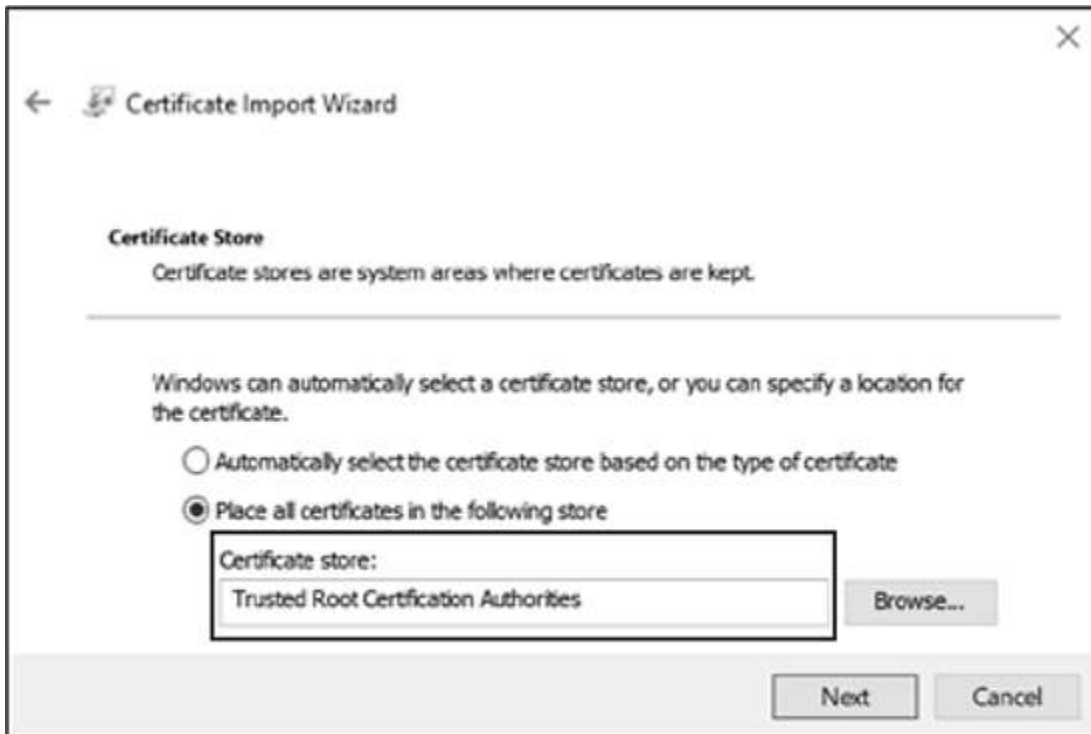 Certificate Import Wizard
Certificate Store
Certificate stores are system areas where certificates are kept.
Windows can automatically select a certificate store, or you can specify a location for
the certificate.
Automatically select the certificate store based on the type of certificate
Place all certificates in the following store
Certificate store:
Trusted Root Certification Authorities
Browse...
Next
Cancel